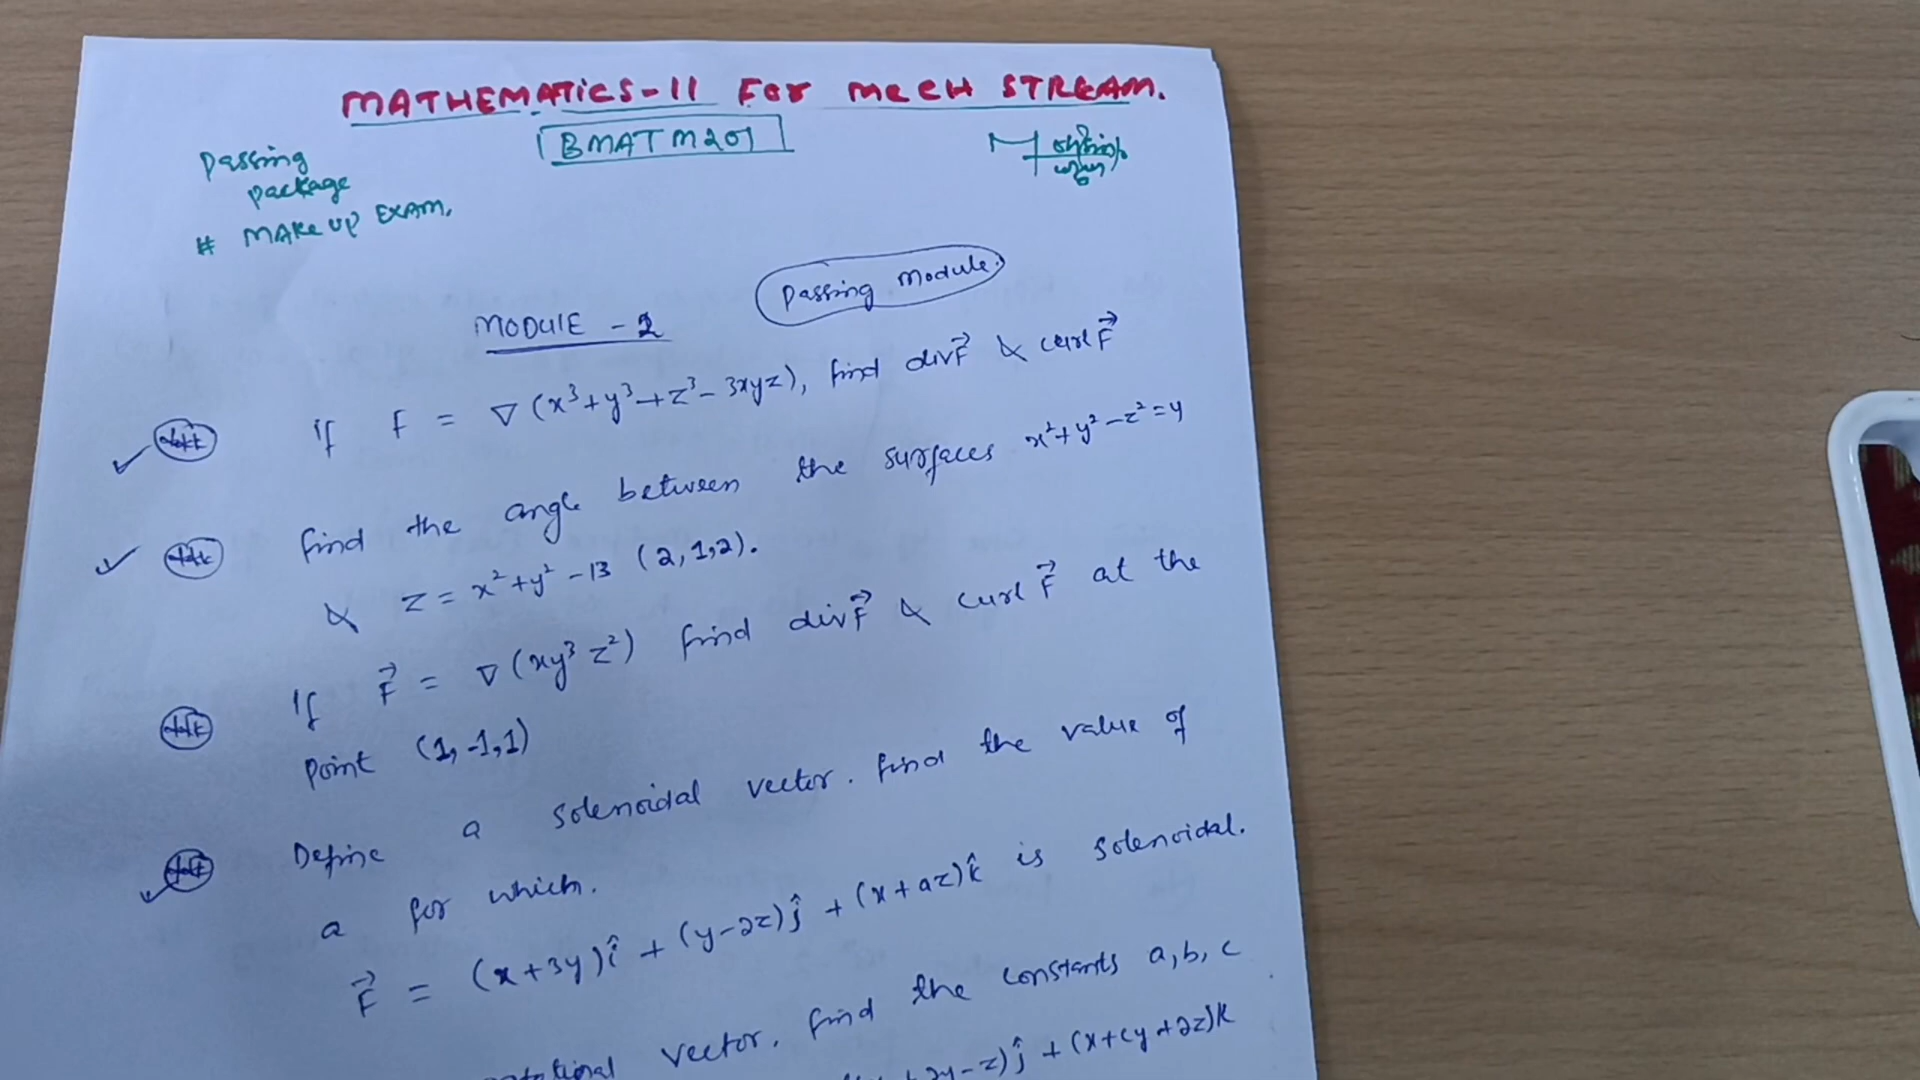 MATHEMATICS-II FOR MECH STREAM.
BMATM201
Passing
package
# MAKE UP EXAM.
Passing Module.
MODULE - 2
If F = ∇ (x³+y³+z³-3xyz), find div F⃗ & curl F⃗
find the angle between the surfaces x²+y²-z²=4
& z = x²+y²-13 (2,1,2).
If F⃗ = ∇ (xy³z²) find div F⃗ & curl F⃗ at the
point (1,-1,1)
Define a solenoidal vector. find the value of
a for which.
F⃗ = (x+3y)î + (y-2z)ĵ + (x+az)k̂ is solenoidal.
vector. find the constants a,b,c
2y-z)ĵ + (x+cy+2z)k